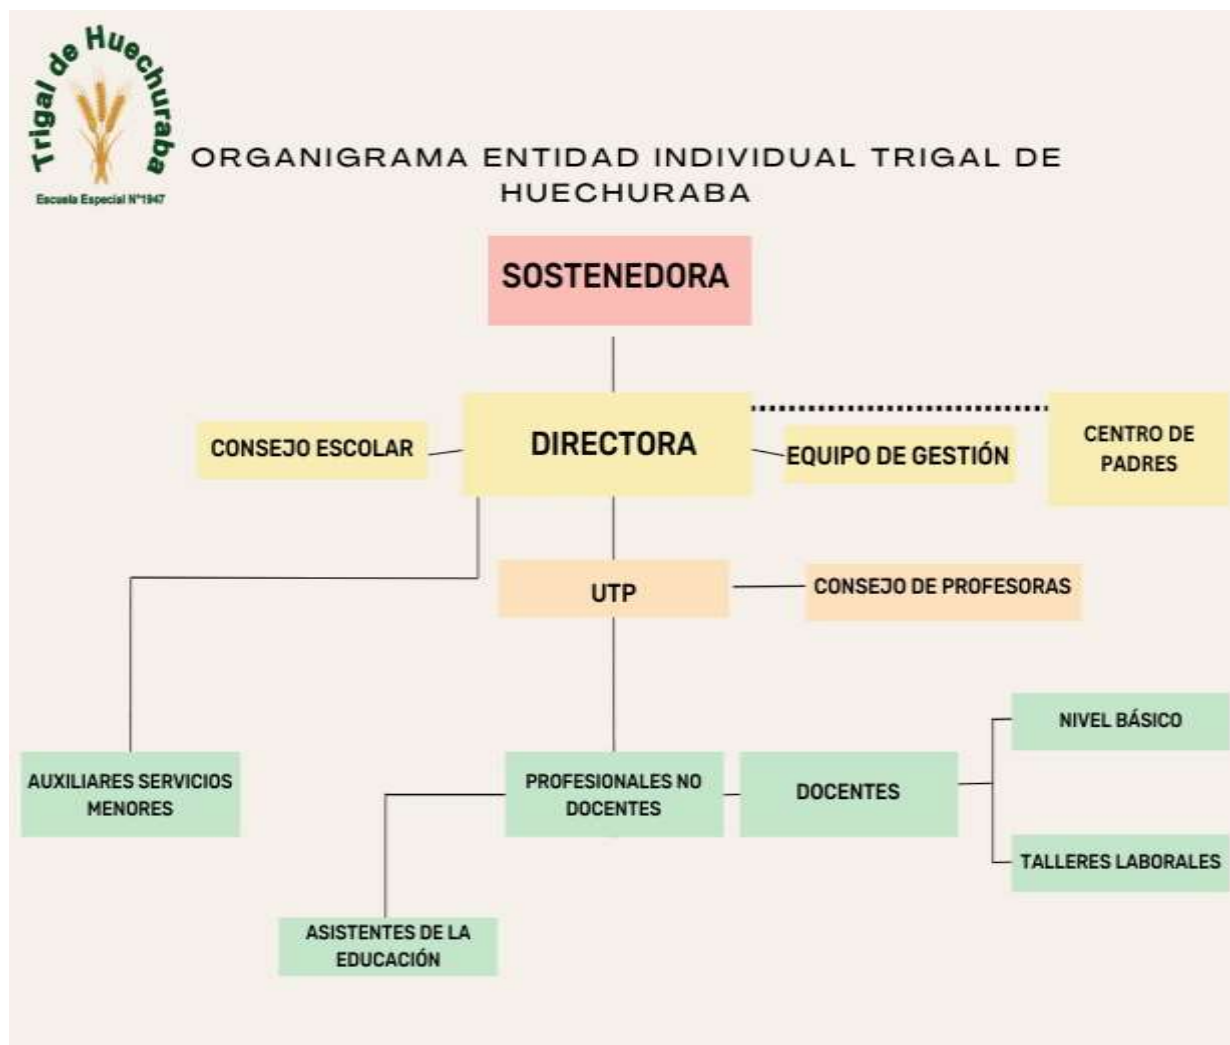 Trigal de Huechuraba
Escuela Especial N°1947
ORGANIGRAMA ENTIDAD INDIVIDUAL TRIGAL DE
HUECHURABA
SOSTENEDORA
CONSEJO ESCOLAR
DIRECTORA
EQUIPO DE GESTIÓN
CENTRO DE
PADRES
UTP
CONSEJO DE PROFESORAS
NIVEL BÁSICO
AUXILIARES SERVICIOS
MENORES
PROFESIONALES NO
DOCENTES
DOCENTES
TALLERES LABORALES
ASISTENTES DE LA
EDUCACIÓN